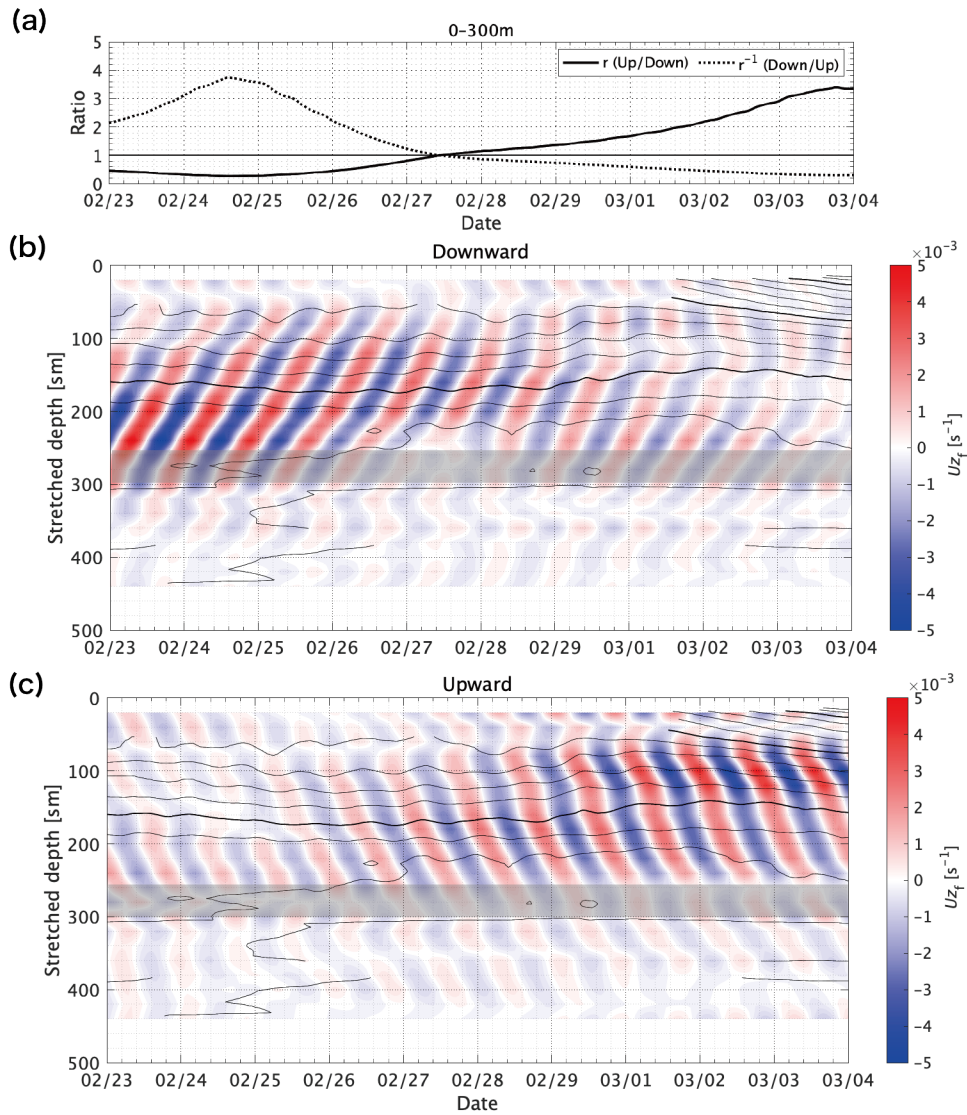 (a)
0-300m
r (Up/Down)
r⁻¹ (Down/Up)
Ratio
5
4
3
2
1
0
02/23 02/24 02/25 02/26 02/27 02/28 02/29 03/01 03/02 03/03 03/04
Date
(b)
Downward
Stretched depth [sm]
0
100
200
300
400
500
02/23 02/24 02/25 02/26 02/27 02/28 02/29 03/01 03/02 03/03 03/04
×10⁻³
5
4
3
2
1
0
-1
-2
-3
-4
-5
Uz_f [s⁻¹]
(c)
Upward
Stretched depth [sm]
0
100
200
300
400
500
02/23 02/24 02/25 02/26 02/27 02/28 02/29 03/01 03/02 03/03 03/04
Date
×10⁻³
5
4
3
2
1
0
-1
-2
-3
-4
-5
Uz_f [s⁻¹]